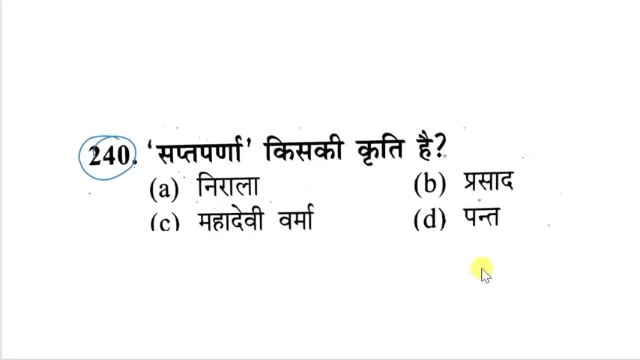 240. ‘सप्तपर्णा’ किसकी कृति है?
(a) निराला (b) प्रसाद
(c) महादेवी वर्मा (d) पन्त